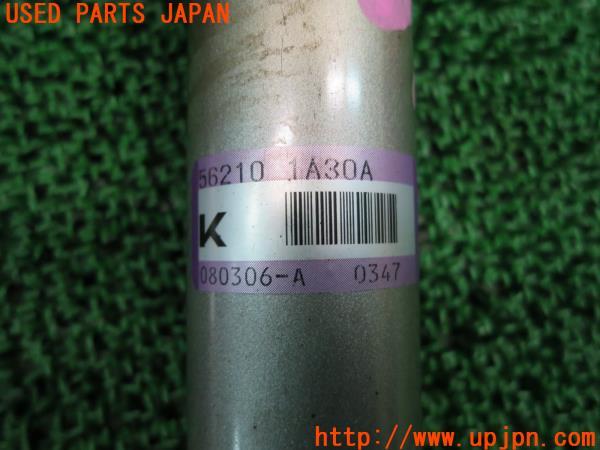 USED PARTS JAPAN
56210 1A30A
K
080306-A 0347
http://www.upjpn.com